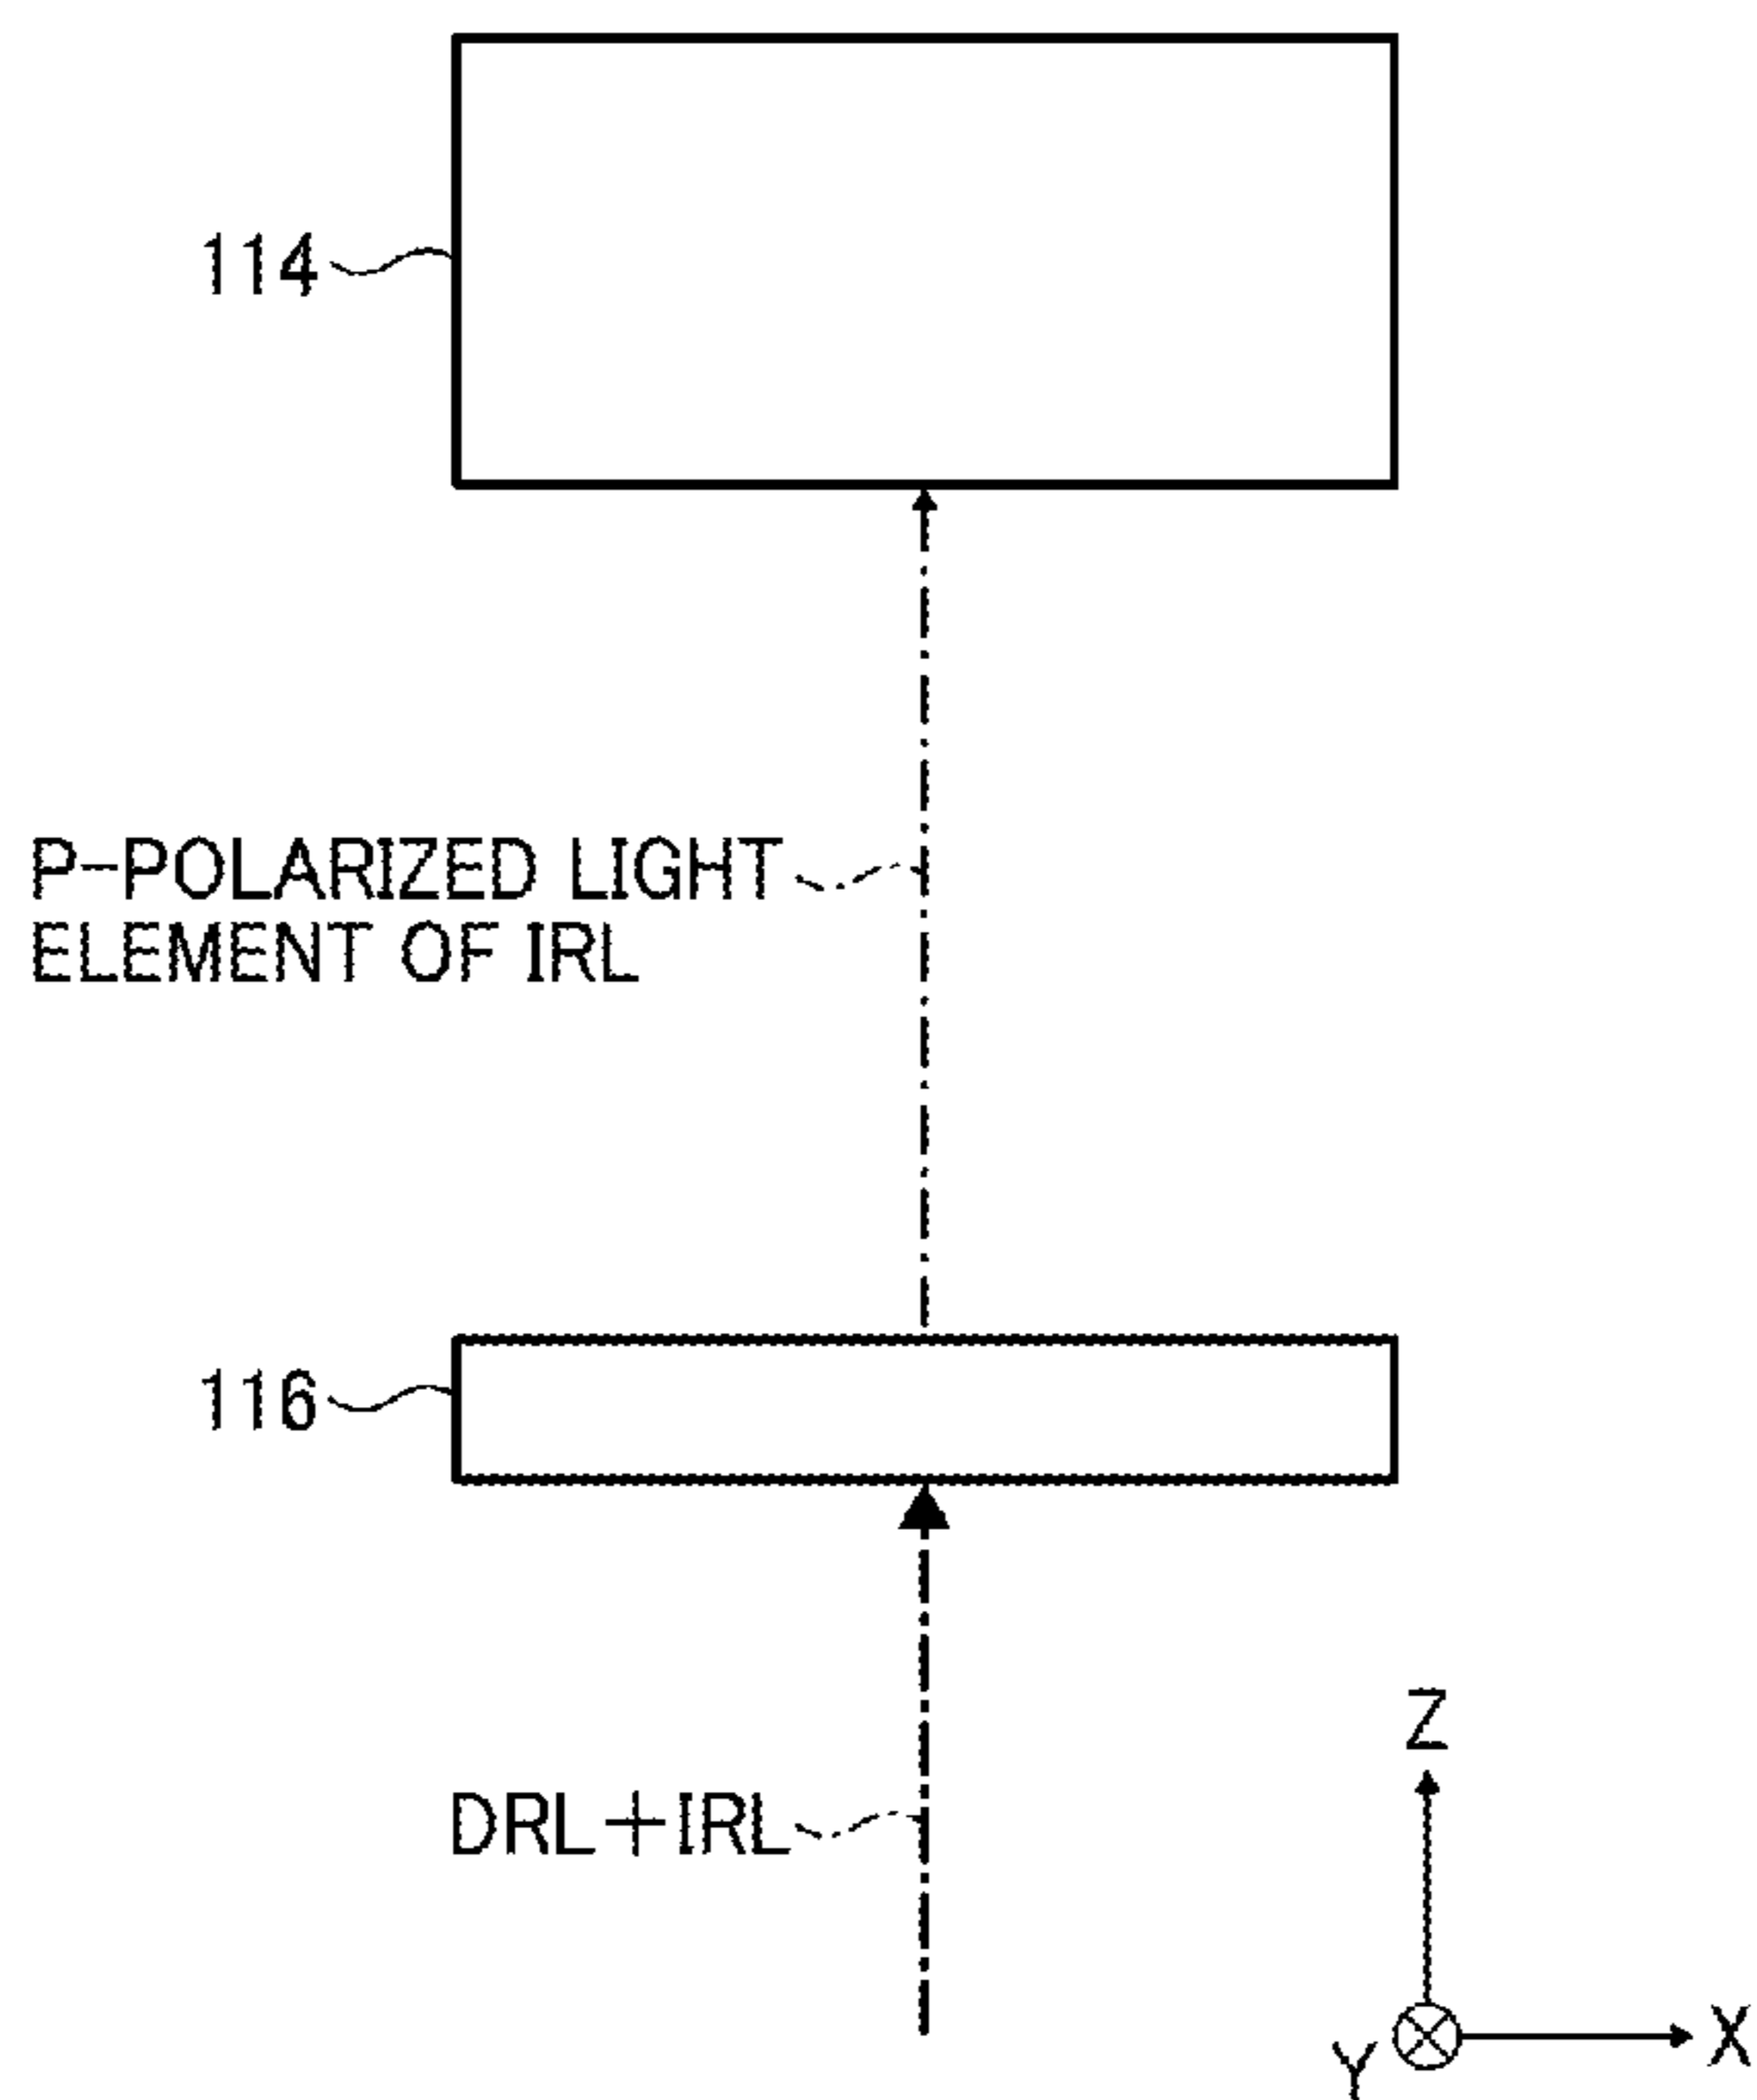 114
P-POLARIZED LIGHT
ELEMENT OF IRL
116
DRL+IRL
Z
Y
X